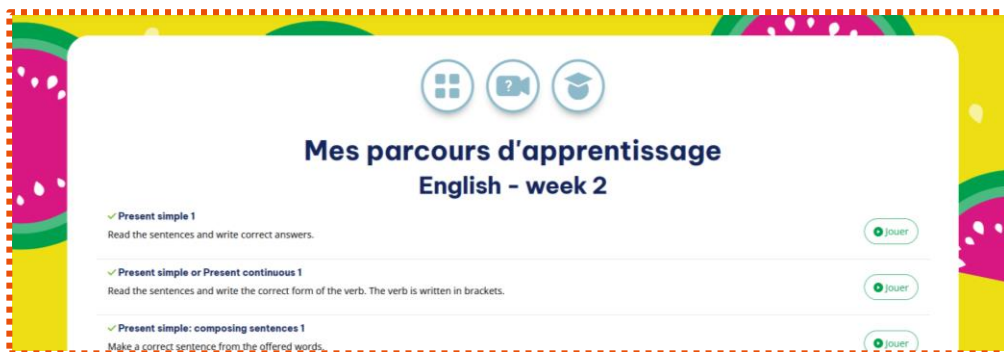 ?
Mes parcours d'apprentissage
English - week 2
Present simple 1
Read the sentences and write correct answers.
Jouer
Present simple or Present continuous 1
Read the sentences and write the correct form of the verb. The verb is written in brackets.
Jouer
Present simple: composing sentences 1
Make a correct sentence from the offered words.
Jouer